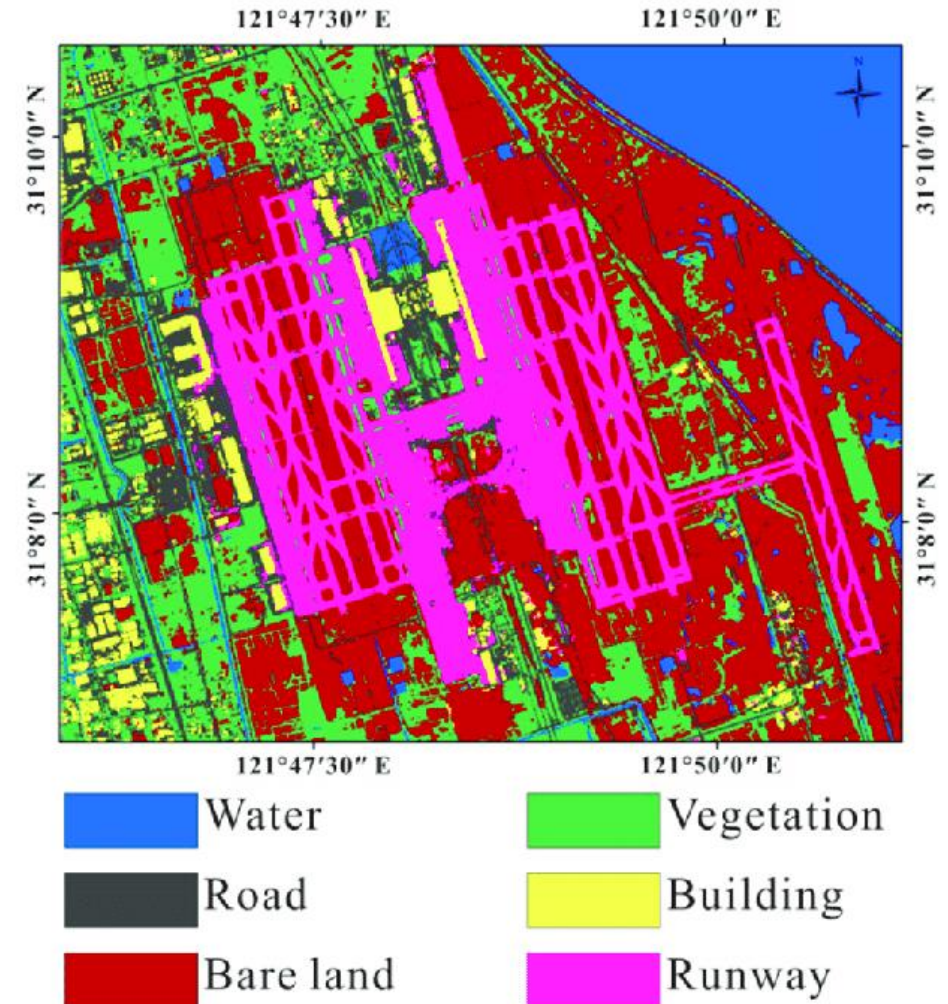 121°47′30″ E 121°50′0″ E
31°10′0″ N 31°10′0″ N
N
31°8′0″ N 31°8′0″ N
121°47′30″ E 121°50′0″ E
Water Vegetation
Road Building
Bare land Runway